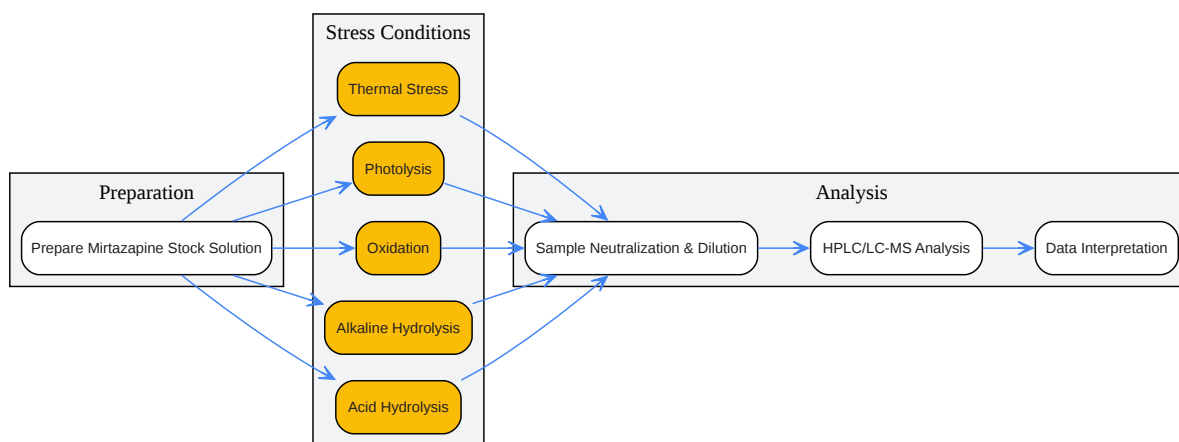 Stress Conditions
Thermal Stress
Photolysis
Preparation
Analysis
Prepare Mirtazapine Stock Solution
Oxidation
Sample Neutralization & Dilution
HPLC/LC-MS Analysis
Data Interpretation
Alkaline Hydrolysis
Acid Hydrolysis